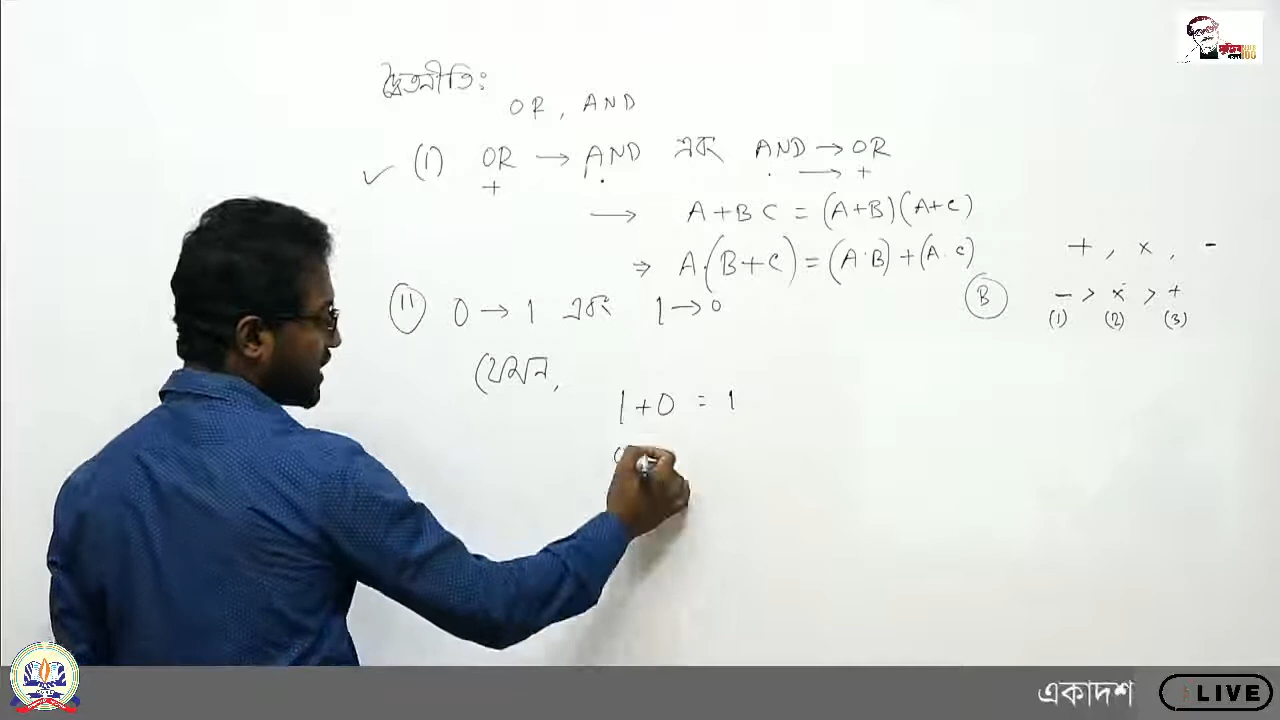 দ্বৈতনীতিঃ
OR, AND
✓ (i) OR → AND এবং AND → OR
+ . . → +
→ A + B C = (A+B)(A+C)
⇒ A.(B+C) = (A.B) + (A.C)
+, ×, -
(ii) 0 → 1 এবং 1 → 0
B - > × > +
(1) (2) (3)
যেমন,
1 + 0 = 1
একাদশ
LIVE